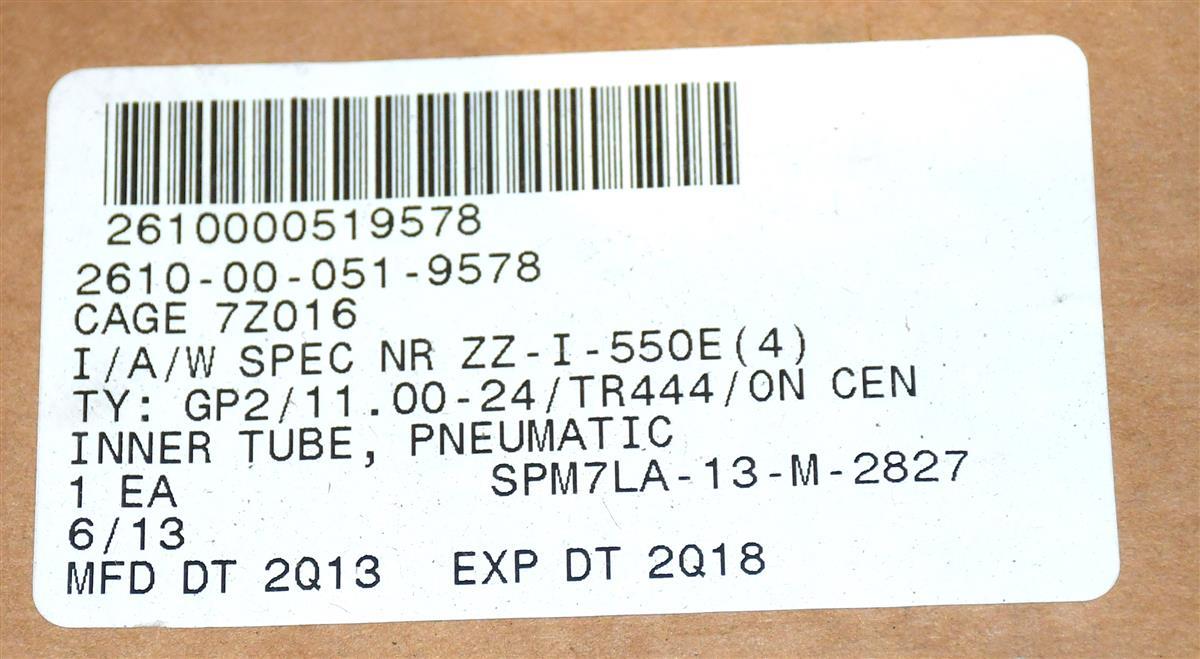 2610000519578
2610-00-051-9578
CAGE 7Z016
I/A/W SPEC NR ZZ-I-550E(4)
TY: GP2/11.00-24/TR444/ON CEN
INNER TUBE, PNEUMATIC
1 EA SPM7LA-13-M-2827
6/13
MFD DT 2Q13 EXP DT 2Q18